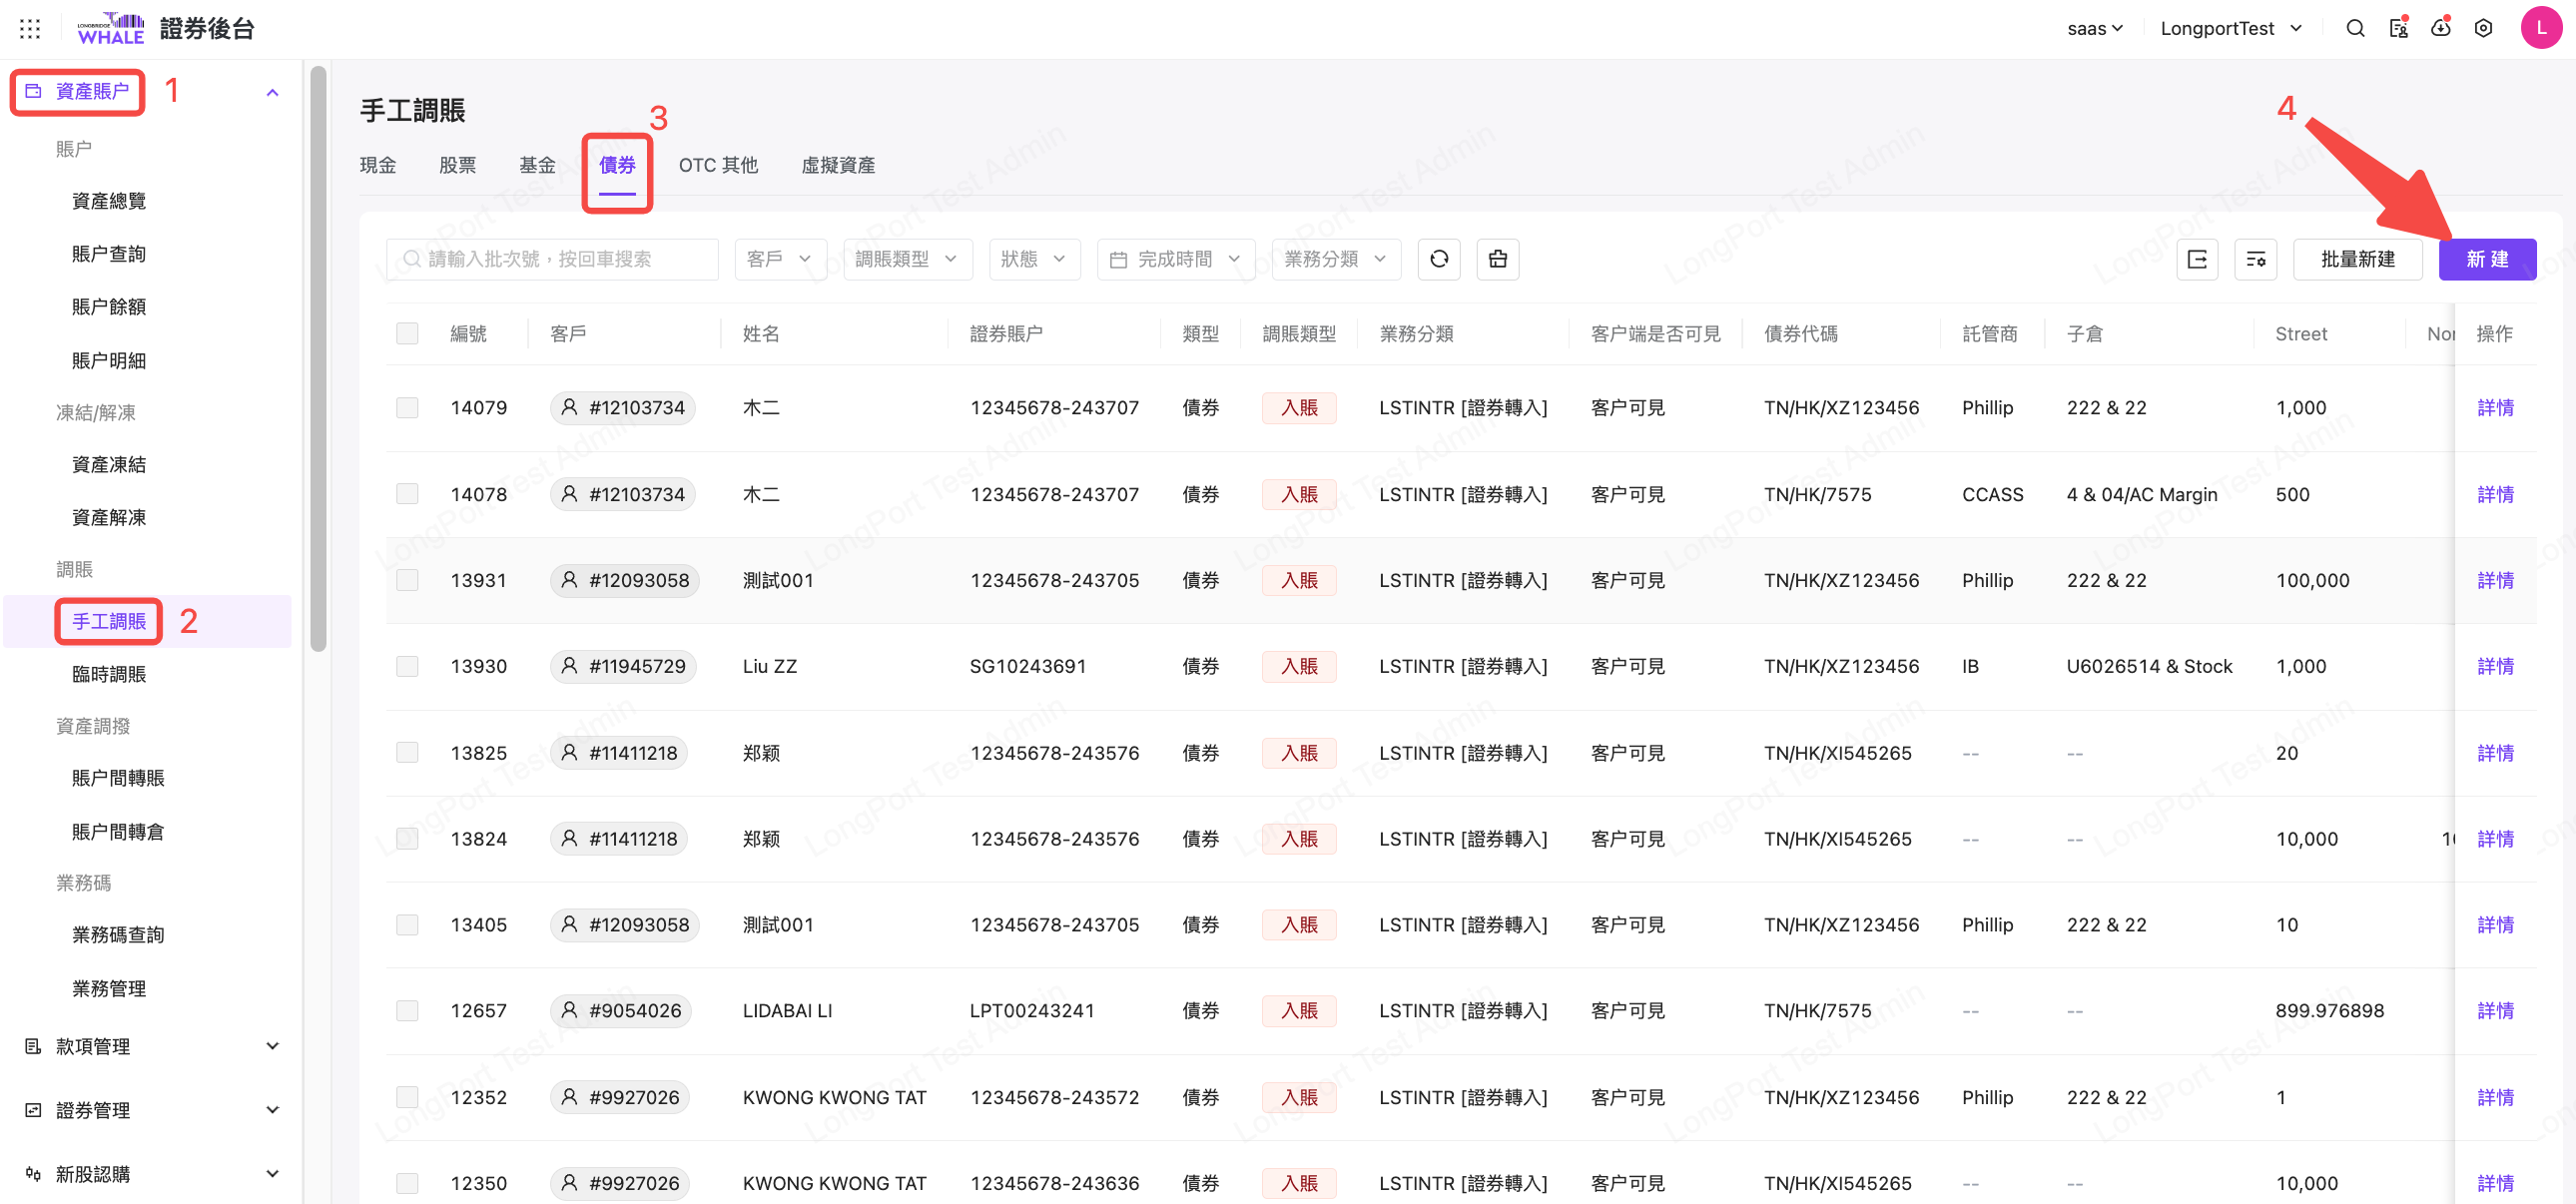 LONGBRIDGE
WHALE
證券後台
saas
LongportTest
L
資產賬户
1
賬户
資產總覽
賬户查詢
賬户餘額
賬户明細
凍結/解凍
資產凍結
資產解凍
調賬
手工調賬
2
臨時調賬
資產調撥
賬户間轉賬
賬户間轉倉
業務碼
業務碼查詢
業務管理
款項管理
證券管理
新股認購
手工調賬
3
4
現金 股票 基金 債券 OTC 其他 虛擬資產
請輸入批次號，按回車搜索 客戶 調賬類型 狀態 完成時間 業務分類 批量新建 新 建
編號 客戶 姓名 證券賬户 類型 調賬類型 業務分類 客户端是否可見 債券代碼 託管商 子倉 Street 操作
14079 #12103734 木二 12345678-243707 債券 入賬 LSTINTR [證券轉入] 客户可見 TN/HK/XZ123456 Phillip 222 & 22 1,000 詳情
14078 #12103734 木二 12345678-243707 債券 入賬 LSTINTR [證券轉入] 客户可見 TN/HK/7575 CCASS 4 & 04/AC Margin 500 詳情
13931 #12093058 測試001 12345678-243705 債券 入賬 LSTINTR [證券轉入] 客户可見 TN/HK/XZ123456 Phillip 222 & 22 100,000 詳情
13930 #11945729 Liu ZZ SG10243691 債券 入賬 LSTINTR [證券轉入] 客户可見 TN/HK/XZ123456 IB U6026514 & Stock 1,000 詳情
13825 #11411218 郑颖 12345678-243576 債券 入賬 LSTINTR [證券轉入] 客户可見 TN/HK/XI545265 -- -- 20 詳情
13824 #11411218 郑颖 12345678-243576 債券 入賬 LSTINTR [證券轉入] 客户可見 TN/HK/XI545265 -- -- 10,000 詳情
13405 #12093058 測試001 12345678-243705 債券 入賬 LSTINTR [證券轉入] 客户可見 TN/HK/XZ123456 Phillip 222 & 22 10 詳情
12657 #9054026 LIDABAI LI LPT00243241 債券 入賬 LSTINTR [證券轉入] 客户可見 TN/HK/7575 -- -- 899.976898 詳情
12352 #9927026 KWONG KWONG TAT 12345678-243572 債券 入賬 LSTINTR [證券轉入] 客户可見 TN/HK/XZ123456 Phillip 222 & 22 1 詳情
12350 #9927026 KWONG KWONG TAT 12345678-243636 債券 入賬 LSTINTR [證券轉入] 客户可見 TN/HK/XI545265 -- -- 10,000 詳情
LongPort Test Admin